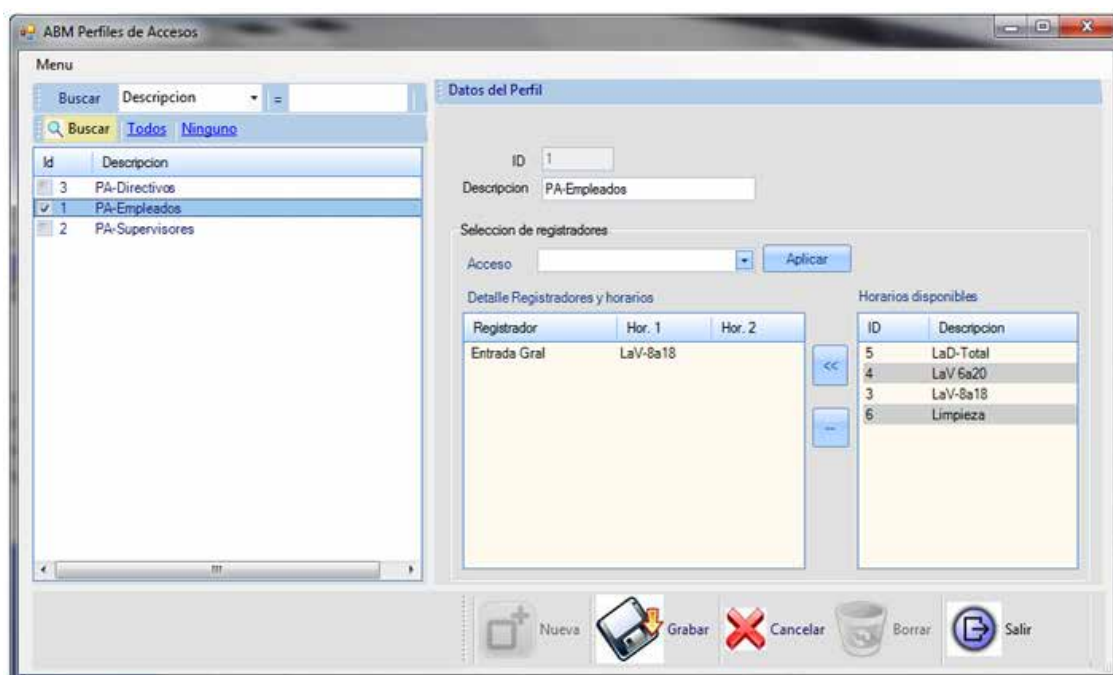 ABM Perfiles de Accesos
Menu
Buscar Descripcion =
Buscar Todos Ninguno
Id Descripcion
3 PA-Directivos
1 PA-Empleados
2 PA-Supervisores
Datos del Perfil
ID 1
Descripcion PA-Empleados
Seleccion de registradores
Acceso Aplicar
Detalle Registradores y horarios
Registrador Hor. 1 Hor. 2
Entrada Gral LaV-8a18
<<
--
Horarios disponibles
ID Descripcion
5 LaD-Total
4 LaV 6a20
3 LaV-8a18
6 Limpieza
Nueva Grabar Cancelar Borrar Salir